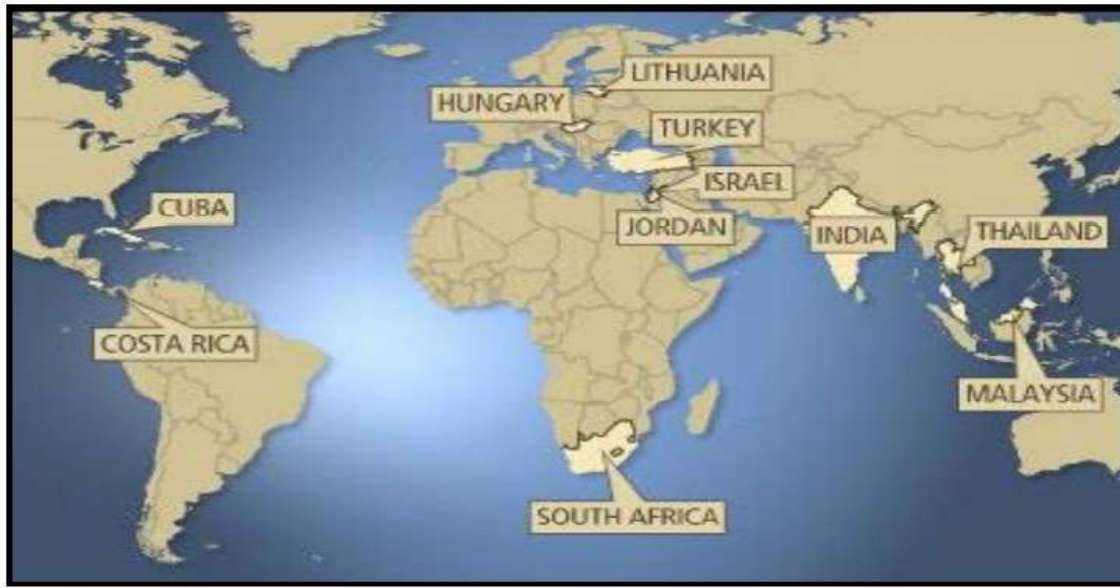 LITHUANIA
HUNGARY
TURKEY
ISRAEL
CUBA
JORDAN
INDIA
THAILAND
COSTA RICA
MALAYSIA
SOUTH AFRICA